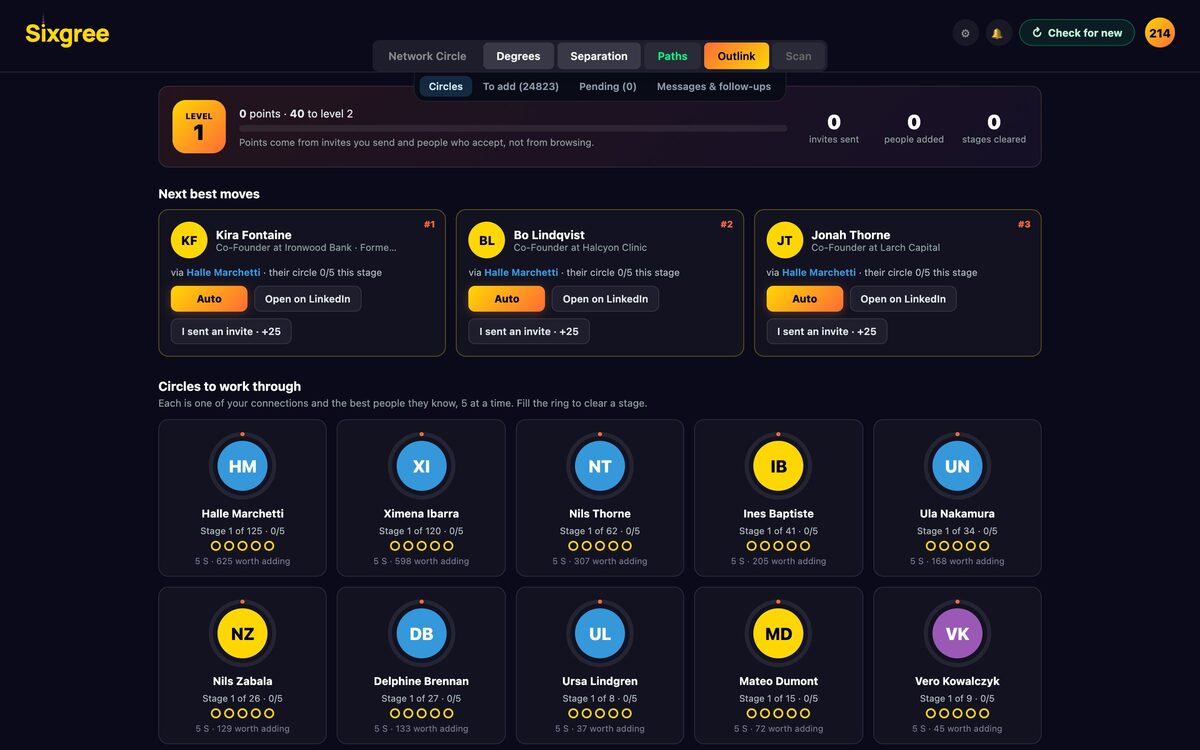 Sixgree
Network Circle
Degrees
Separation
Paths
Outlink
Scan
Check for new
214
Circles
To add (24823)
Pending (0)
Messages & follow-ups
LEVEL
1
0 points · 40 to level 2
Points come from invites you send and people who accept, not from browsing.
0
invites sent
0
people added
0
stages cleared
Next best moves
#1
KF
Kira Fontaine
Co-Founder at Ironwood Bank · Forme...
via Halle Marchetti · their circle 0/5 this stage
Auto
Open on LinkedIn
I sent an invite · +25
#2
BL
Bo Lindqvist
Co-Founder at Halcyon Clinic
via Halle Marchetti · their circle 0/5 this stage
Auto
Open on LinkedIn
I sent an invite · +25
#3
JT
Jonah Thorne
Co-Founder at Larch Capital
via Halle Marchetti · their circle 0/5 this stage
Auto
Open on LinkedIn
I sent an invite · +25
Circles to work through
Each is one of your connections and the best people they know, 5 at a time. Fill the ring to clear a stage.
HM
Halle Marchetti
Stage 1 of 125 · 0/5
5 S · 625 worth adding
XI
Ximena Ibarra
Stage 1 of 120 · 0/5
5 S · 598 worth adding
NT
Nils Thorne
Stage 1 of 62 · 0/5
5 S · 307 worth adding
IB
Ines Baptiste
Stage 1 of 41 · 0/5
5 S · 205 worth adding
UN
Ula Nakamura
Stage 1 of 34 · 0/5
5 S · 168 worth adding
NZ
Nils Zabala
Stage 1 of 26 · 0/5
5 S · 129 worth adding
DB
Delphine Brennan
Stage 1 of 27 · 0/5
5 S · 133 worth adding
UL
Ursa Lindgren
Stage 1 of 8 · 0/5
5 S · 37 worth adding
MD
Mateo Dumont
Stage 1 of 15 · 0/5
5 S · 72 worth adding
VK
Vero Kowalczyk
Stage 1 of 9 · 0/5
5 S · 45 worth adding